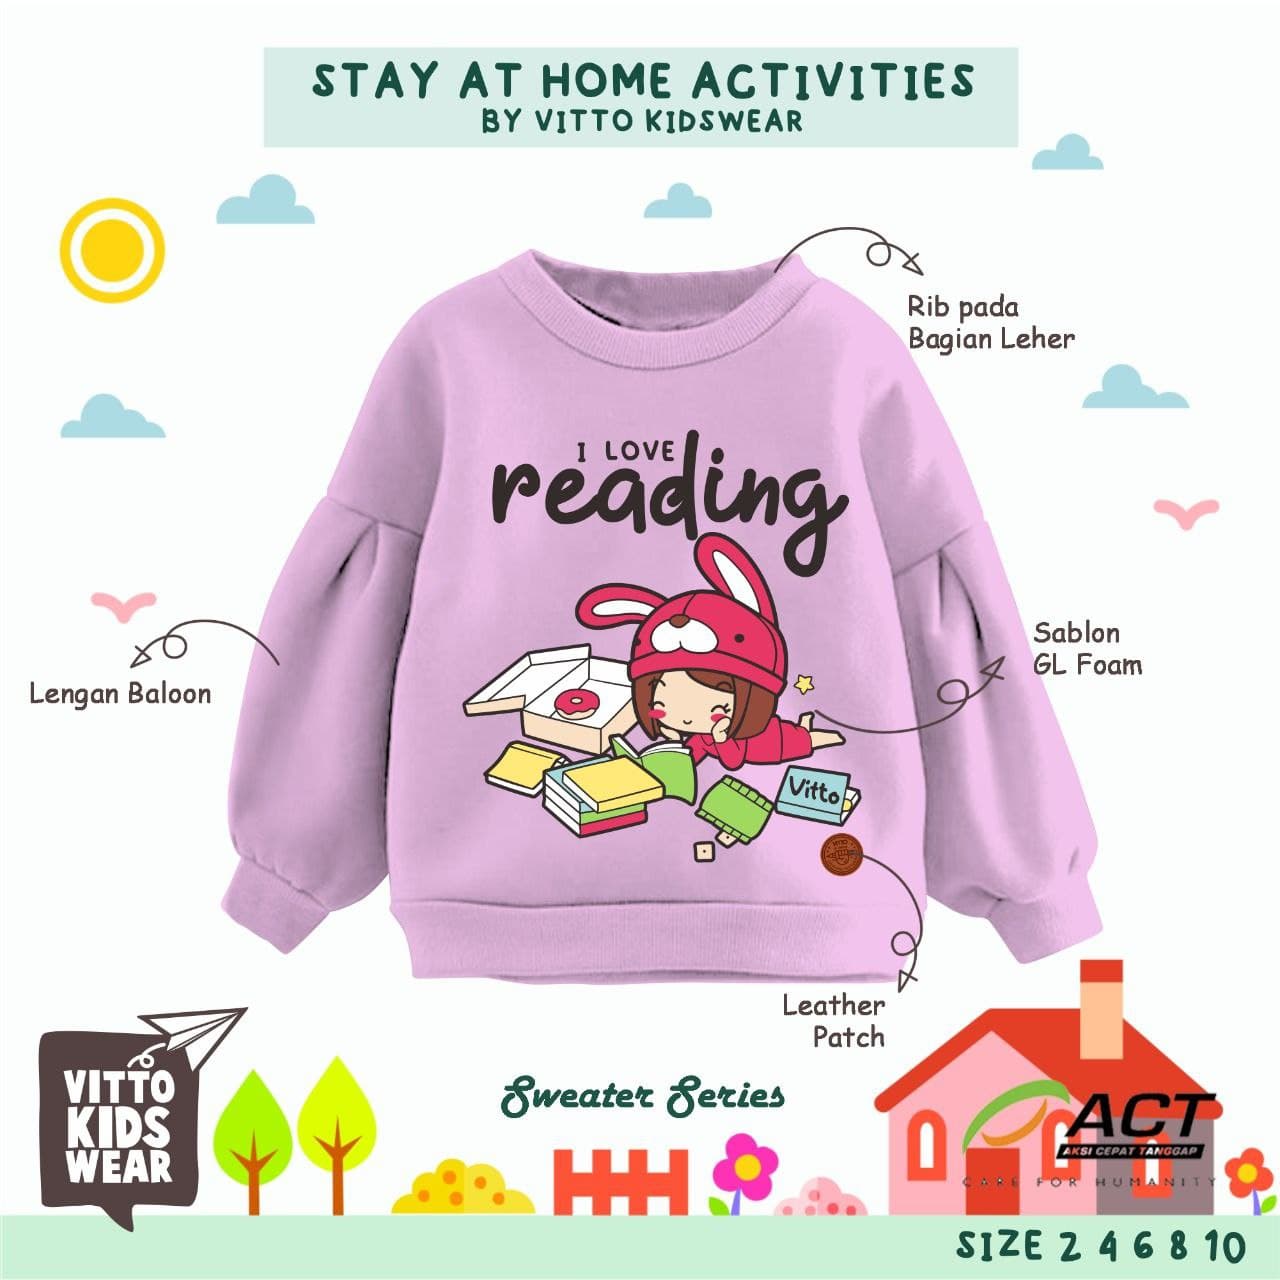 STAY AT HOME ACTIVITIES
BY VITTO KIDSWEAR
Rib pada
Bagian Leher
I LOVE
reading
Sablon
GL Foam
Lengan Baloon
Vitto
Leather
Patch
VITTO
KIDS
WEAR
Sweater Series
ACT
AKSI CEPAT TANGGAP
CARE FOR HUMANITY
SIZE 2 4 6 8 10